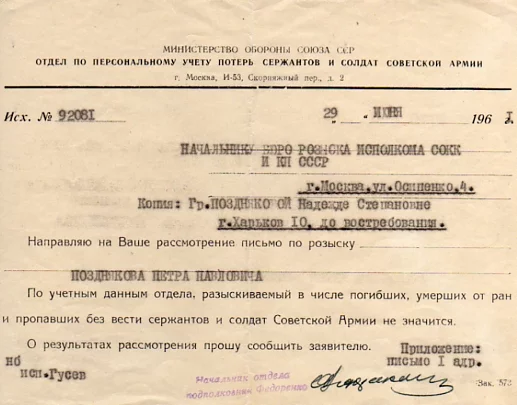 МИНИСТЕРСТВО ОБОРОНЫ СОЮЗА ССР
ОТДЕЛ ПО ПЕРСОНАЛЬНОМУ УЧЕТУ ПОТЕРЬ СЕРЖАНТОВ И СОЛДАТ СОВЕТСКОЙ АРМИИ
г. Москва, И-53, Скорняжный пер., д. 2
Исх. № 92081 29 ИЮНЯ 196 I
НАЧАЛЬНИКУ БЮРО РОЗЫСКА ИСПОЛКОМА СОКК
И КП СССР
г.Москва,ул.Осипенко,4.
Копия: Гр.ПОЗДНЯКОВОЙ Надежде Степановне
г.Харьков 10, до востребования.
Направляю на Ваше рассмотрение письмо по розыску
ПОЗДНЯКОВА ПЕТРА ПАВЛОВИЧА
По учетным данным отдела, разыскиваемый в числе погибших, умерших от ран
и пропавших без вести сержантов и солдат Советской Армии не значится.
О результатах рассмотрения прошу сообщить заявителю. Приложение:
нб письмо I адр.
исп.Гусев
Начальник отдела
подполковник Федоренко
Зак. 573